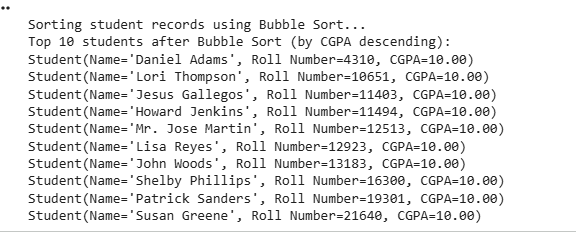 Sorting student records using Bubble Sort...
Top 10 students after Bubble Sort (by CGPA descending):
Student(Name='Daniel Adams', Roll Number=4310, CGPA=10.00)
Student(Name='Lori Thompson', Roll Number=10651, CGPA=10.00)
Student(Name='Jesus Gallegos', Roll Number=11403, CGPA=10.00)
Student(Name='Howard Jenkins', Roll Number=11494, CGPA=10.00)
Student(Name='Mr. Jose Martin', Roll Number=12513, CGPA=10.00)
Student(Name='Lisa Reyes', Roll Number=12923, CGPA=10.00)
Student(Name='John Woods', Roll Number=13183, CGPA=10.00)
Student(Name='Shelby Phillips', Roll Number=16300, CGPA=10.00)
Student(Name='Patrick Sanders', Roll Number=19301, CGPA=10.00)
Student(Name='Susan Greene', Roll Number=21640, CGPA=10.00)